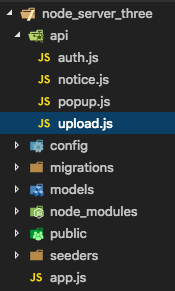 node_server_three
api
JS auth.js
JS notice.js
JS popup.js
JS upload.js
config
migrations
models
node_modules
public
seeders
JS app.js